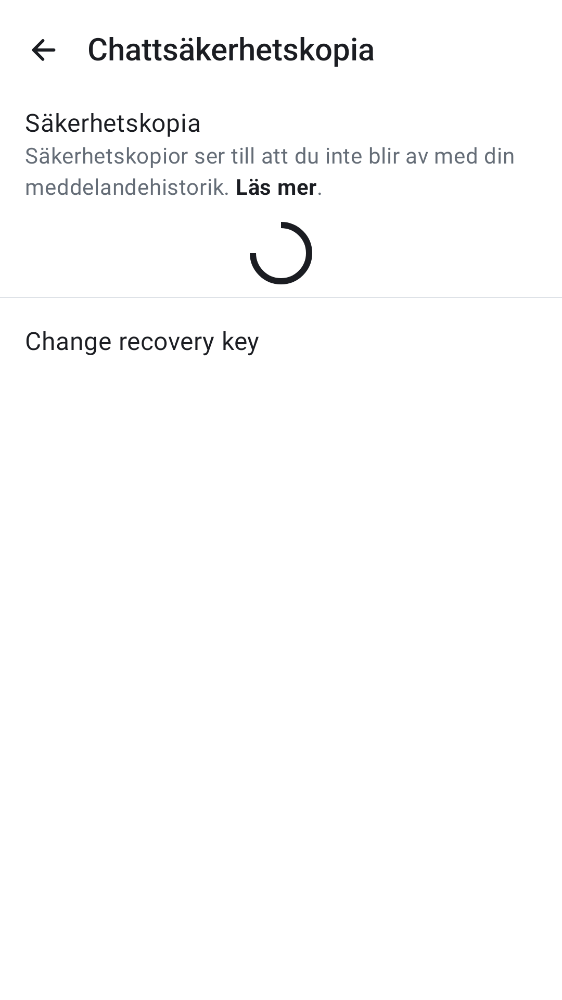 Chattsäkerhetskopia
Säkerhetskopia
Säkerhetskopior ser till att du inte blir av med din
meddelandehistorik. Läs mer.
Change recovery key